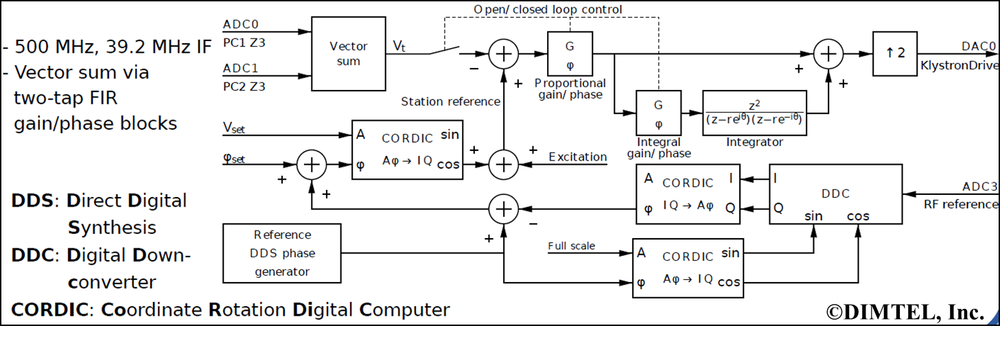 - 500 MHz, 39.2 MHz IF
- Vector sum via
two-tap FIR
gain/phase blocks
ADC0
PC1 Z3
ADC1
PC2 Z3
Vector
sum
Vt
Open/closed loop control
−
+
+
Station reference
G
φ
Proportional
gain/phase
G
φ
Integral
gain/phase
z²
(z−re^iθ)(z−re^−iθ)
Integrator
+
+
+
↑2
DAC0
KlystronDrive
Vset
φset
+
+
+
A
φ
CORDIC
Aφ → IQ
sin
cos
+
+
+
Excitation
A
φ
CORDIC
IQ → Aφ
I
Q
I
Q
DDC
sin
cos
ADC3
RF reference
+
−
+
Reference
DDS phase
generator
Full scale
A
φ
CORDIC
Aφ → IQ
sin
cos
DDS: Direct Digital
Synthesis
DDC: Digital Down-
converter
CORDIC: Coordinate Rotation Digital Computer
©DIMTEL, Inc.